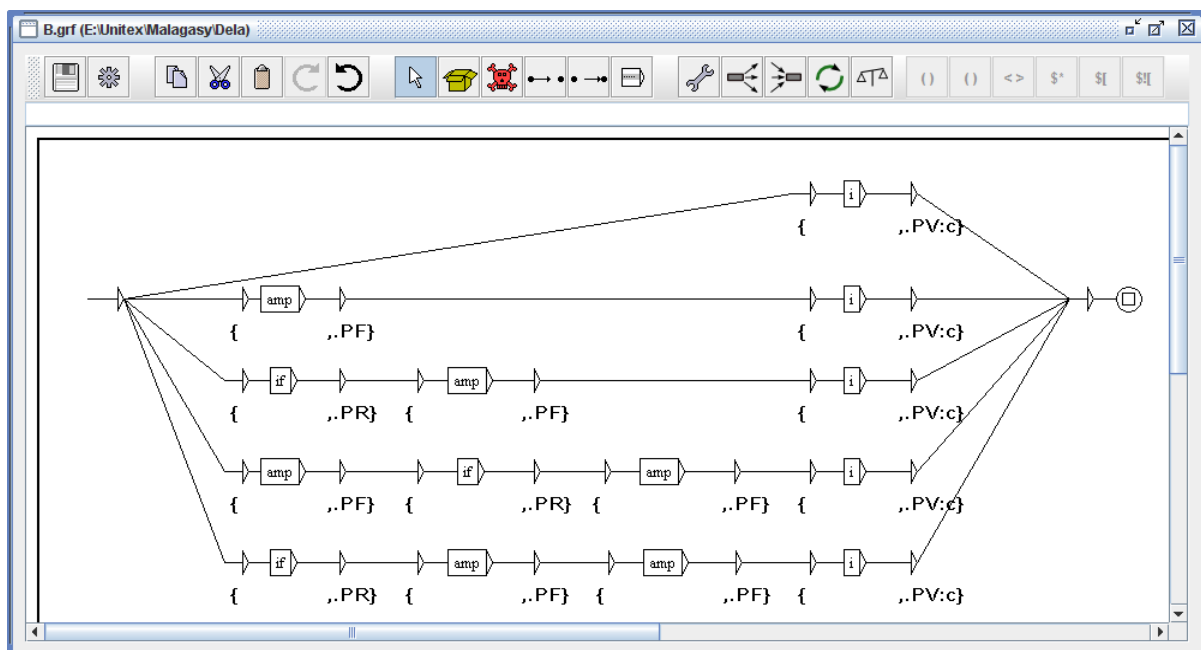 B.grf (E:\Unitex\Malagasy\Dela)
( ) ( ) < > $^ $[ $![
i
{ ,.PV:c}
amp i
{ ,.PF} { ,.PV:c}
if amp i
{ ,.PR} { ,.PF} { ,.PV:c}
amp if amp i
{ ,.PF} { ,.PR} { ,.PF} { ,.PV:c}
if amp amp i
{ ,.PR} { ,.PF} { ,.PF} { ,.PV:c}